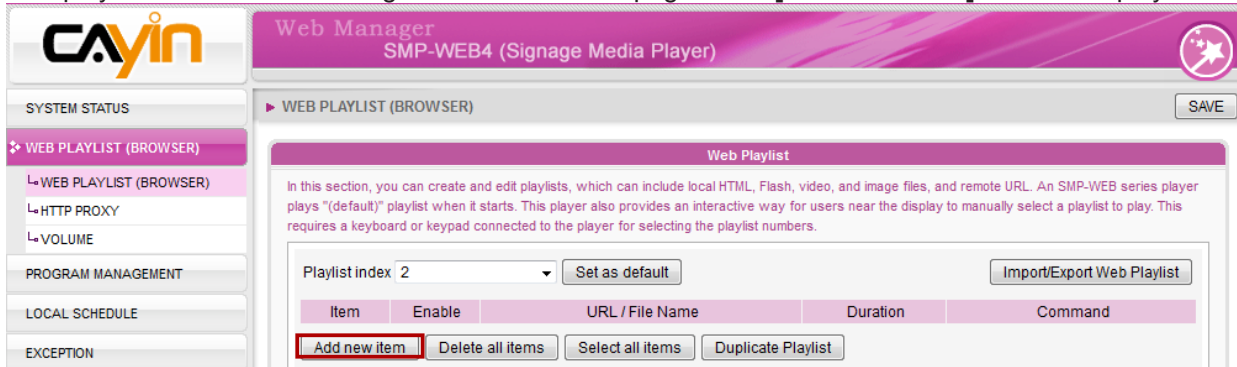 CAYIN
Web Manager
SMP-WEB4 (Signage Media Player)
SYSTEM STATUS
WEB PLAYLIST (BROWSER)
SAVE
WEB PLAYLIST (BROWSER)
WEB PLAYLIST (BROWSER)
HTTP PROXY
VOLUME
PROGRAM MANAGEMENT
LOCAL SCHEDULE
EXCEPTION
Web Playlist
In this section, you can create and edit playlists, which can include local HTML, Flash, video, and image files, and remote URL. An SMP-WEB series player
plays "(default)" playlist when it starts. This player also provides an interactive way for users near the display to manually select a playlist to play. This
requires a keyboard or keypad connected to the player for selecting the playlist numbers.
Playlist index 2 Set as default Import/Export Web Playlist
Item Enable URL / File Name Duration Command
Add new item Delete all items Select all items Duplicate Playlist